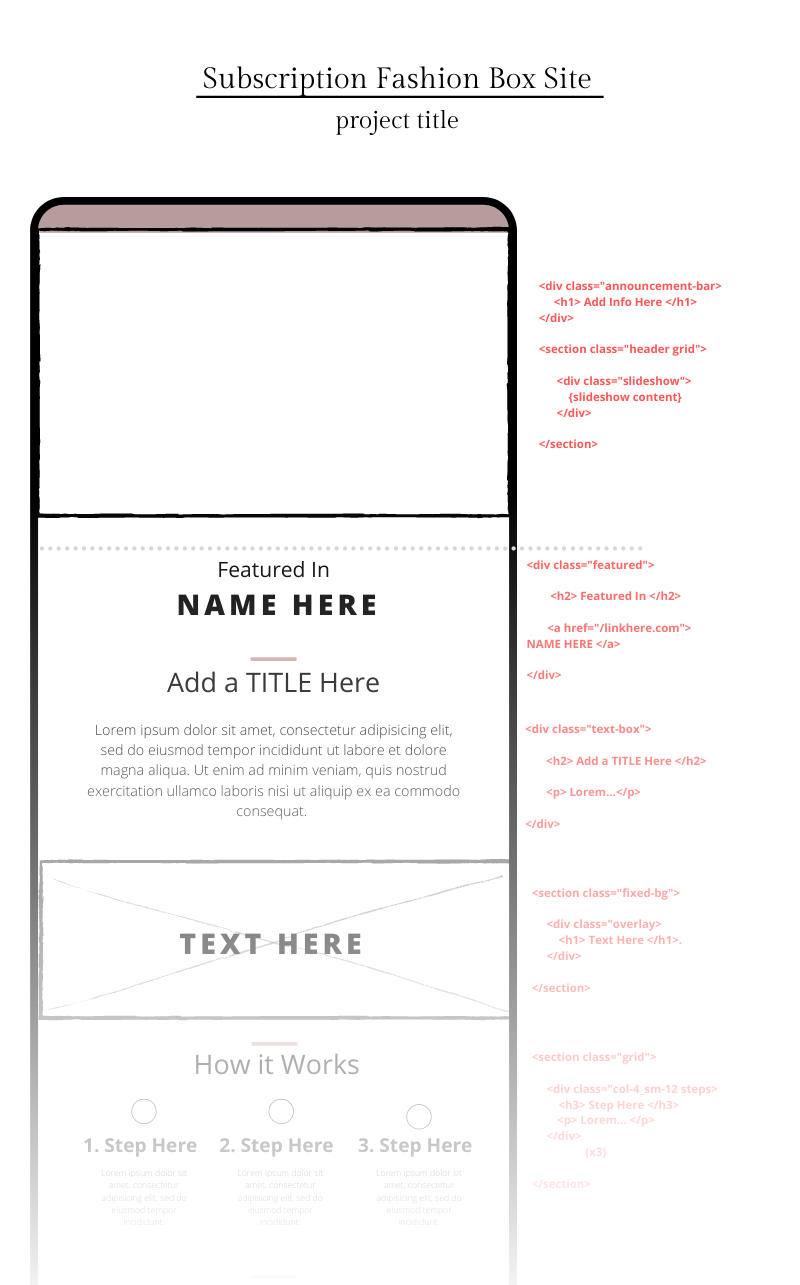 Subscription Fashion Box Site
project title
<div class="announcement-bar>
<h1> Add Info Here </h1>
</div>
<section class="header grid">
<div class="slideshow">
{slideshow content}
</div>
</section>
Featured In
NAME HERE
<div class="featured">
<h2> Featured In </h2>
<a href="/linkhere.com">
NAME HERE </a>
</div>
Add a TITLE Here
Lorem ipsum dolor sit amet, consectetur adipisicing elit,
sed do eiusmod tempor incididunt ut labore et dolore
magna aliqua. Ut enim ad minim veniam, quis nostrud
exercitation ullamco laboris nisi ut aliquip ex ea commodo
consequat.
<div class="text-box">
<h2> Add a TITLE Here </h2>
<p> Lorem...</p>
</div>
TEXT HERE
<section class="fixed-bg">
<div class="overlay>
<h1> Text Here </h1>.
</div>
</section>
How it Works
1. Step Here
Lorem ipsum dolor sit
amet, consectetur
adipisicing elit, sed do
eiusmod tempor
incididunt.
2. Step Here
Lorem ipsum dolor sit
amet, consectetur
adipisicing elit, sed do
eiusmod tempor
incididunt.
3. Step Here
Lorem ipsum dolor sit
amet, consectetur
adipisicing elit, sed do
eiusmod tempor
incididunt.
<section class="grid">
<div class="col-4_sm-12 steps>
<h3> Step Here </h3>
<p> Lorem... </p>
</div>
(x3)
</section>